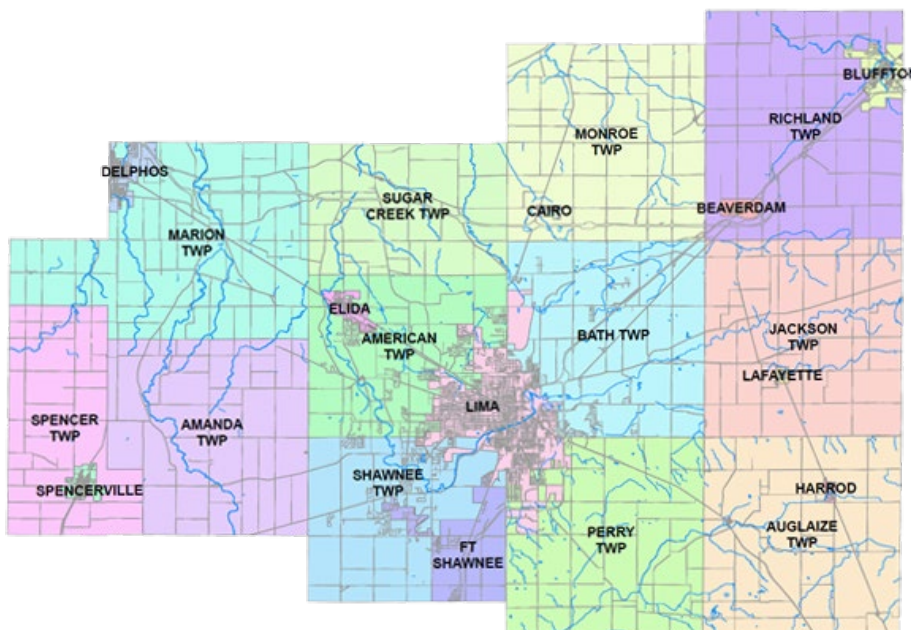 BLUFFTON
RICHLAND
TWP
MONROE
TWP
DELPHOS
SUGAR
CREEK TWP
CAIRO
BEAVERDAM
MARION
TWP
ELIDA
AMERICAN
TWP
BATH TWP
JACKSON
TWP
LAFAYETTE
LIMA
SPENCER
TWP
AMANDA
TWP
SPENCERVILLE
SHAWNEE
TWP
HARROD
AUGLAIZE
TWP
PERRY
TWP
FT
SHAWNEE